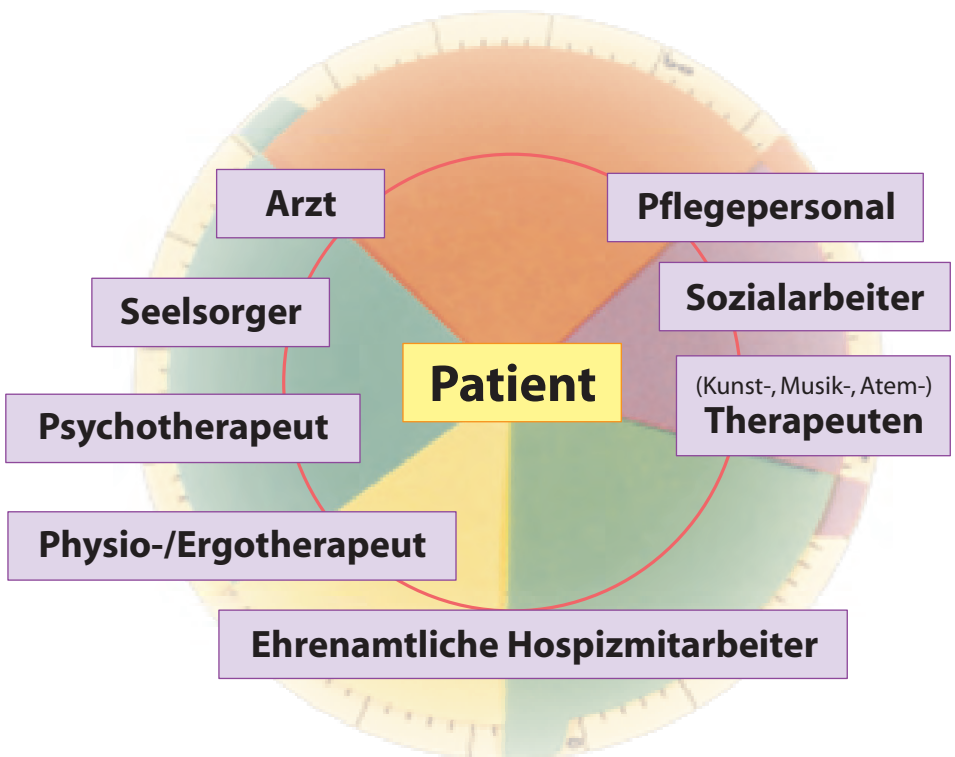 Arzt
Pflegepersonal
Seelsorger
Sozialarbeiter
Patient
(Kunst-, Musik-, Atem-)
Therapeuten
Psychotherapeut
Physio-/Ergotherapeut
Ehrenamtliche Hospizmitarbeiter